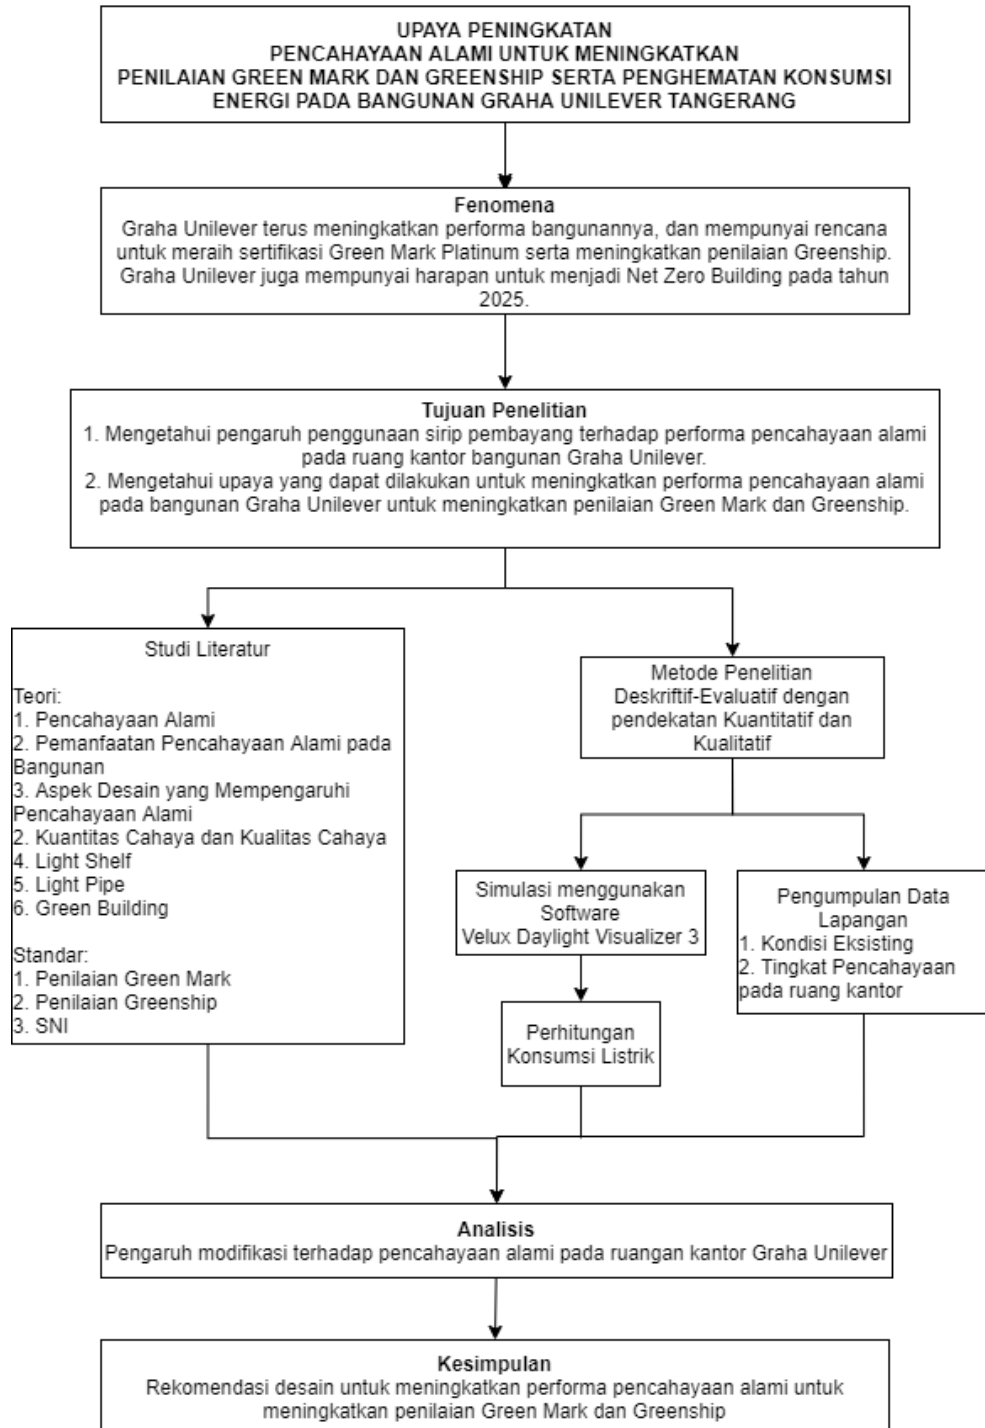 UPAYA PENINGKATAN
PENCAHAYAAN ALAMI UNTUK MENINGKATKAN
PENILAIAN GREEN MARK DAN GREENSHIP SERTA PENGHEMATAN KONSUMSI
ENERGI PADA BANGUNAN GRAHA UNILEVER TANGERANG
Fenomena
Graha Unilever terus meningkatkan performa bangunannya, dan mempunyai rencana
untuk meraih sertifikasi Green Mark Platinum serta meningkatkan penilaian Greenship.
Graha Unilever juga mempunyai harapan untuk menjadi Net Zero Building pada tahun
2025.
Tujuan Penelitian
1. Mengetahui pengaruh penggunaan sirip pembayang terhadap performa pencahayaan alami
pada ruang kantor bangunan Graha Unilever.
2. Mengetahui upaya yang dapat dilakukan untuk meningkatkan performa pencahayaan alami
pada bangunan Graha Unilever untuk meningkatkan penilaian Green Mark dan Greenship.
Studi Literatur
Teori:
1. Pencahayaan Alami
2. Pemanfaatan Pencahayaan Alami pada
Bangunan
3. Aspek Desain yang Mempengaruhi
Pencahayaan Alami
2. Kuantitas Cahaya dan Kualitas Cahaya
4. Light Shelf
5. Light Pipe
6. Green Building
Standar:
1. Penilaian Green Mark
2. Penilaian Greenship
3. SNI
Metode Penelitian
Deskriftif-Evaluatif dengan
pendekatan Kuantitatif dan
Kualitatif
Simulasi menggunakan
Software
Velux Daylight Visualizer 3
Perhitungan
Konsumsi Listrik
Pengumpulan Data
Lapangan
1. Kondisi Eksisting
2. Tingkat Pencahayaan
pada ruang kantor
Analisis
Pengaruh modifikasi terhadap pencahayaan alami pada ruangan kantor Graha Unilever
Kesimpulan
Rekomendasi desain untuk meningkatkan performa pencahayaan alami untuk
meningkatkan penilaian Green Mark dan Greenship